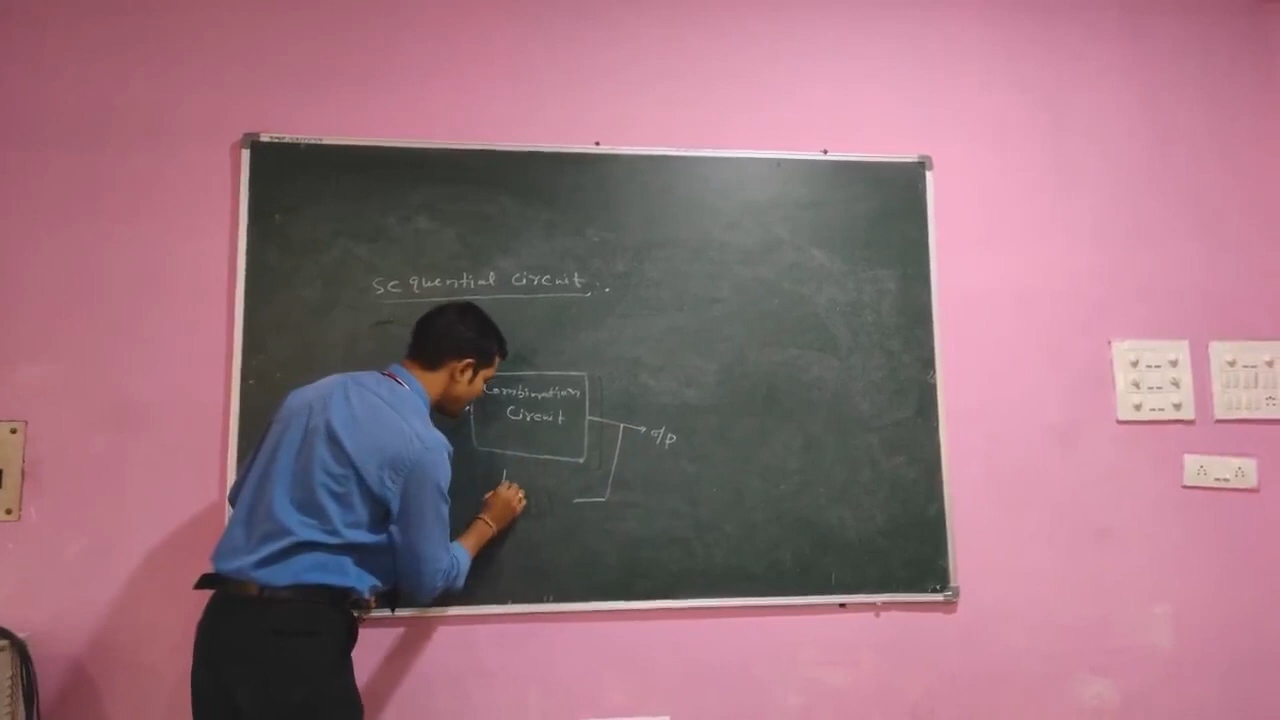 Sequential Circuit :.
Combination
Circuit
O/p